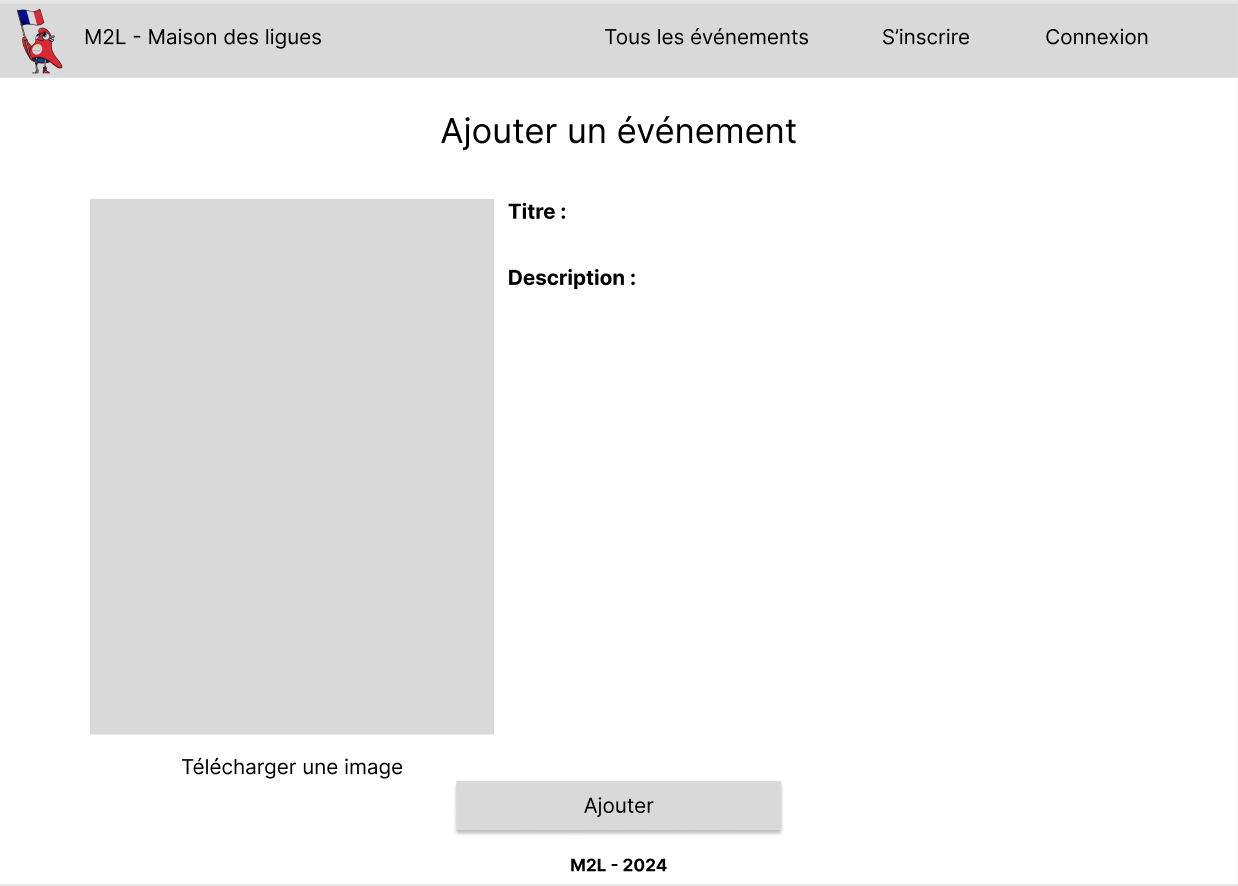 M2L - Maison des ligues
Tous les événements
S’inscrire
Connexion
Ajouter un événement
Titre :
Description :
Télécharger une image
Ajouter
M2L - 2024